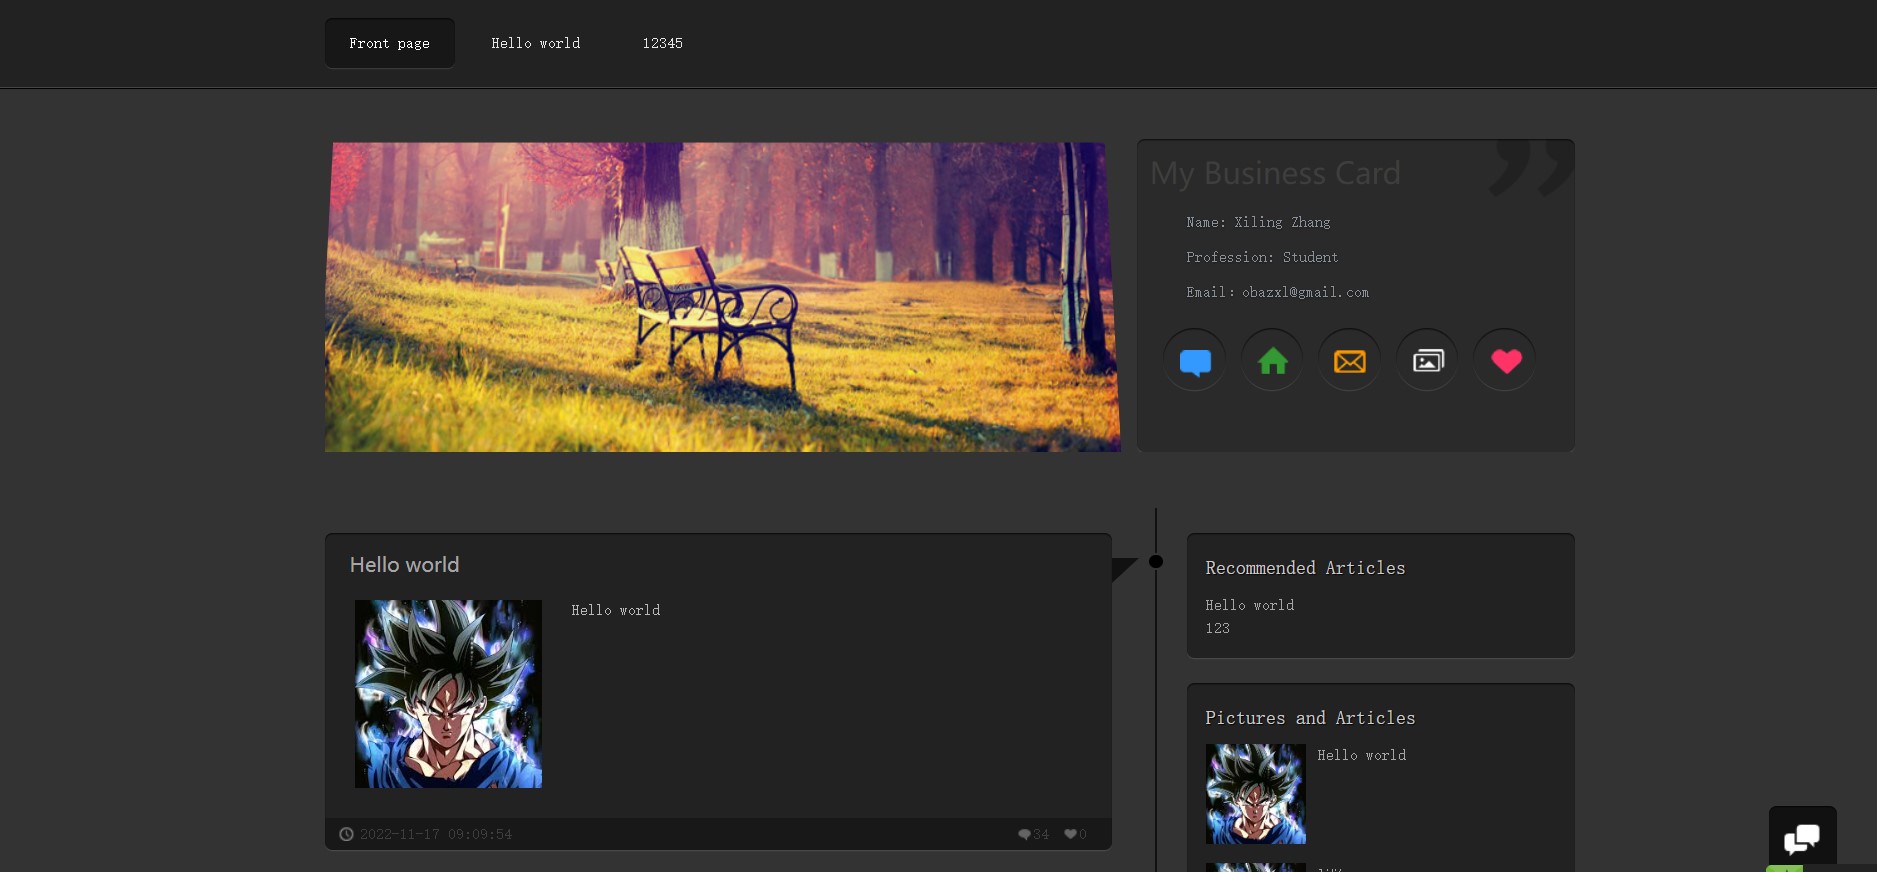 Front page
Hello world
12345
My Business Card
Name: Xiling Zhang
Profession: Student
Email: obazxl@gmail.com
Hello world
Hello world
2022-11-17 09:09:54
34
0
Recommended Articles
Hello world
123
Pictures and Articles
Hello world